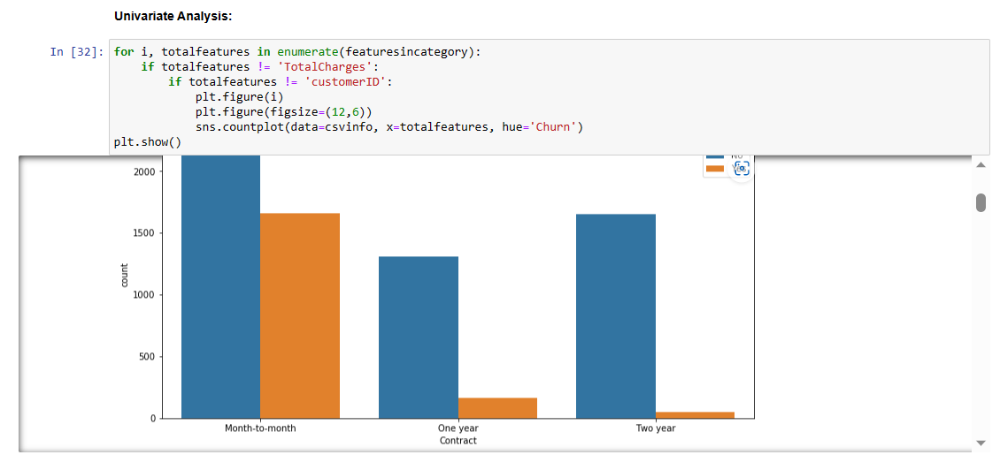 Univariate Analysis:
In [32]: for i, totalfeatures in enumerate(featuresincategory):
if totalfeatures != 'TotalCharges':
if totalfeatures != 'customerID':
plt.figure(i)
plt.figure(figsize=(12,6))
sns.countplot(data=csvinfo, x=totalfeatures, hue='Churn')
plt.show()
2000
1500
1000
500
0
count
Month-to-month
One year
Two year
Contract